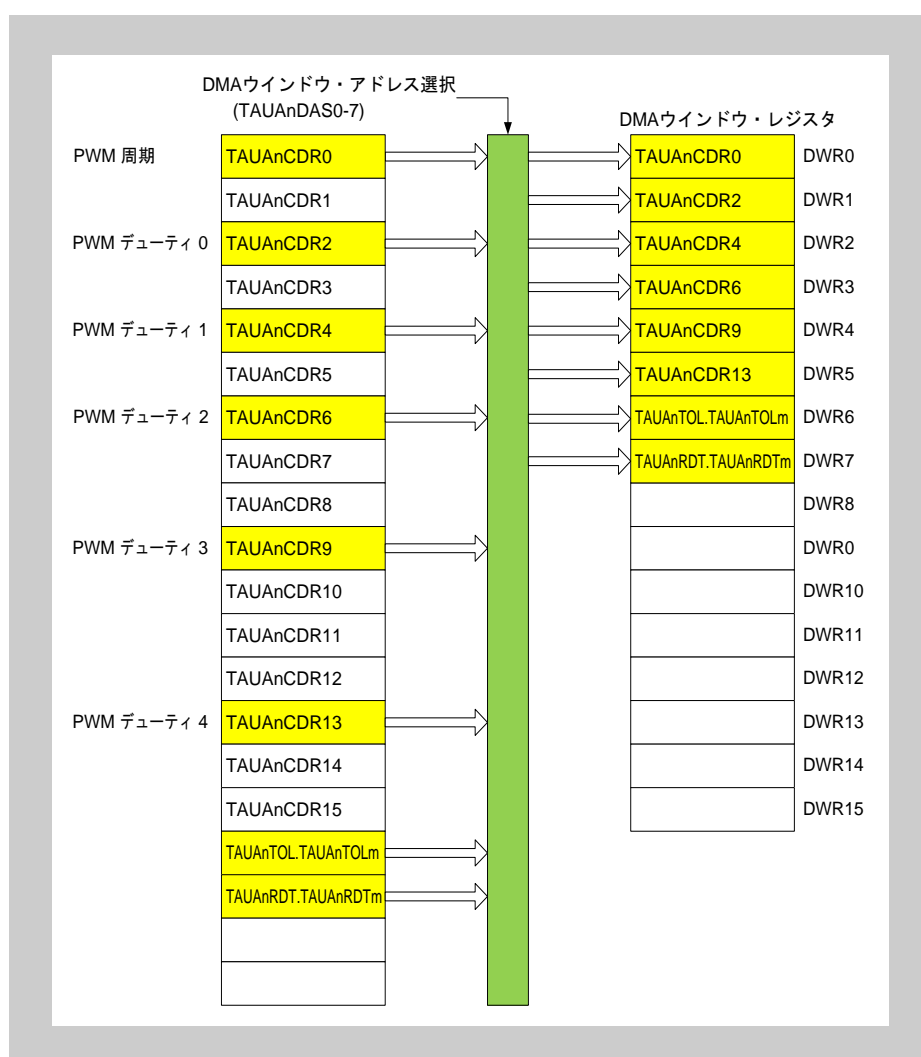 DMAウインドウ・アドレス選択
(TAUAnDAS0-7)
DMAウインドウ・レジスタ
PWM 周期 TAUAnCDR0 TAUAnCDR0 DWR0
TAUAnCDR1 TAUAnCDR2 DWR1
PWM デューティ 0 TAUAnCDR2 TAUAnCDR4 DWR2
TAUAnCDR3 TAUAnCDR6 DWR3
PWM デューティ 1 TAUAnCDR4 TAUAnCDR9 DWR4
TAUAnCDR5 TAUAnCDR13 DWR5
PWM デューティ 2 TAUAnCDR6 TAUAnTOL.TAUAnTOLm DWR6
TAUAnCDR7 TAUAnRDT.TAUAnRDTm DWR7
TAUAnCDR8 DWR8
PWM デューティ 3 TAUAnCDR9 DWR0
TAUAnCDR10 DWR10
TAUAnCDR11 DWR11
TAUAnCDR12 DWR12
PWM デューティ 4 TAUAnCDR13 DWR13
TAUAnCDR14 DWR14
TAUAnCDR15 DWR15
TAUAnTOL.TAUAnTOLm
TAUAnRDT.TAUAnRDTm